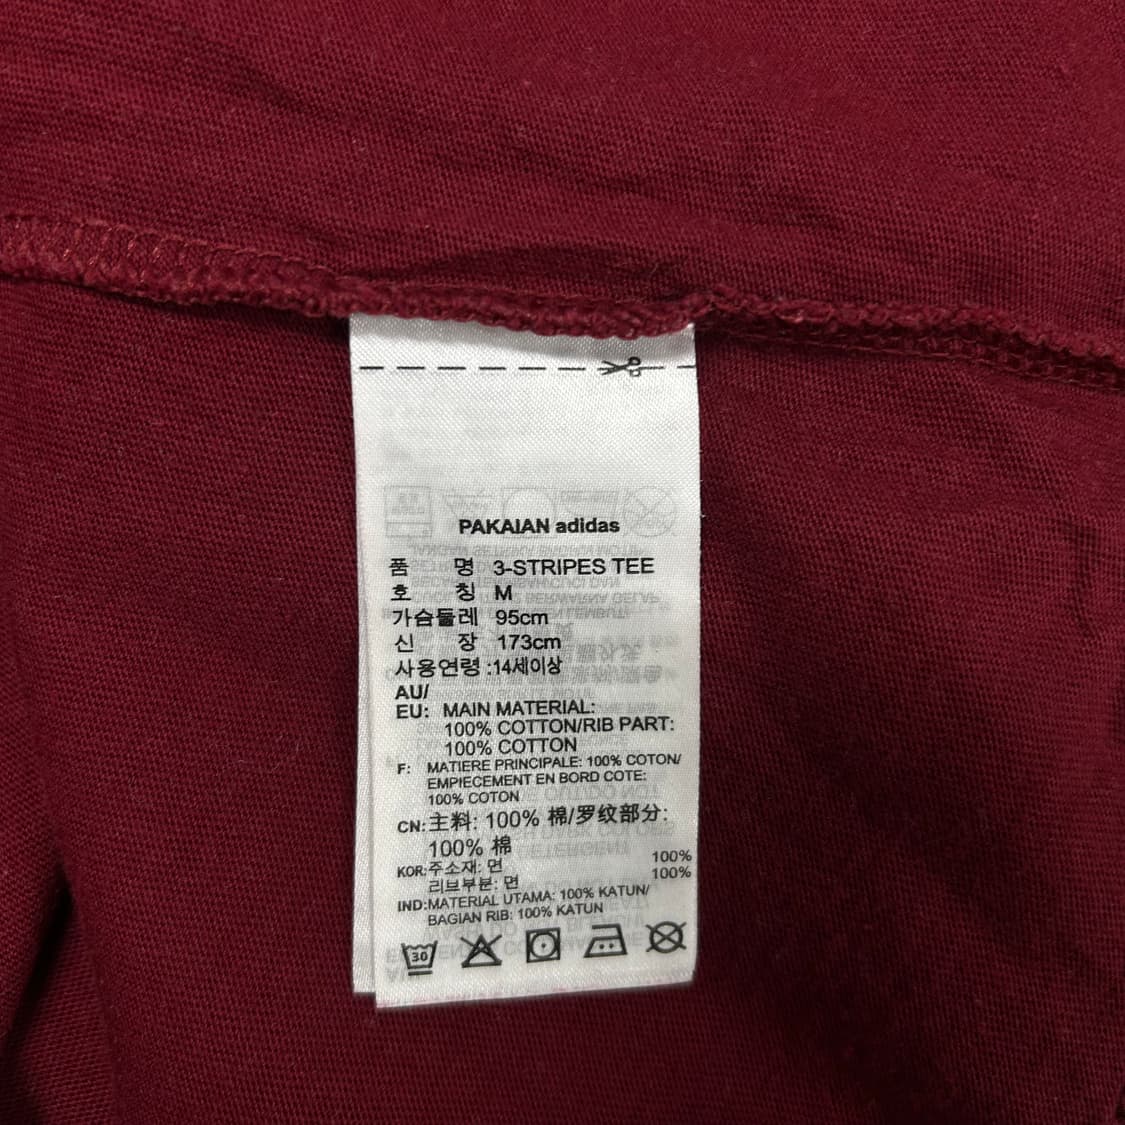 PAKAIAN adidas
품 명 3-STRIPES TEE
호 칭 M
가슴둘레 95cm
신 장 173cm
사용연령 :14세이상
AU/
EU: MAIN MATERIAL:
100% COTTON/RIB PART:
100% COTTON
F: MATIERE PRINCIPALE: 100% COTON/
EMPIECEMENT EN BORD COTE:
100% COTON
CN: 主料: 100% 棉/罗纹部分:
100% 棉
KOR: 주소재: 면 100%
리브부분: 면 100%
IND: MATERIAL UTAMA: 100% KATUN/
BAGIAN RIB: 100% KATUN
30